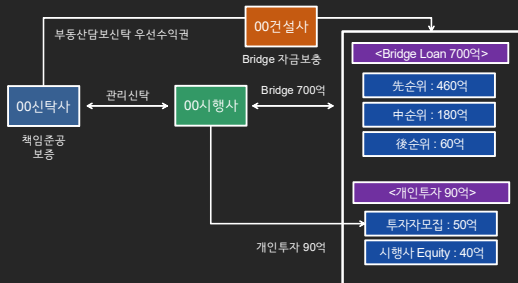 부동산담보신탁 우선수익권
00건설사
Bridge 자금보충
<Bridge Loan 700억>
先순위 : 460억
中순위 : 180억
後순위 : 60억
00신탁사
관리신탁
00시행사
Bridge 700억
책임준공
보증
<개인투자 90억>
투자자모집 : 50억
시행사 Equity : 40억
개인투자 90억